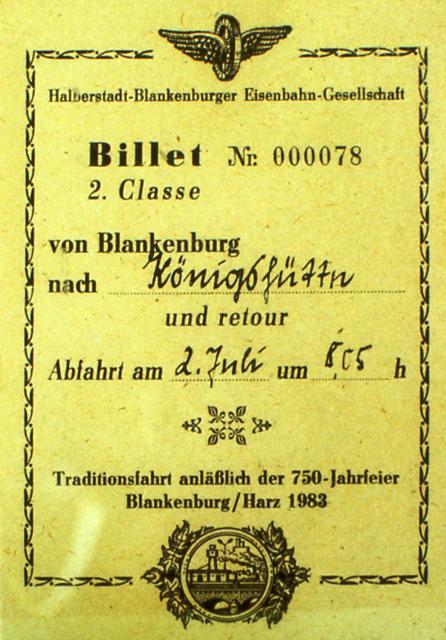 Halberstadt-Blankenburger Eisenbahn-Gesellschaft
Billet Nr. 000078
2. Classe
von Blankenburg
nach Königshütte
und retour
Abfahrt am 2. Juli um 8,05 h
Traditionsfahrt anläßlich der 750-Jahrfeier
Blankenburg/Harz 1983